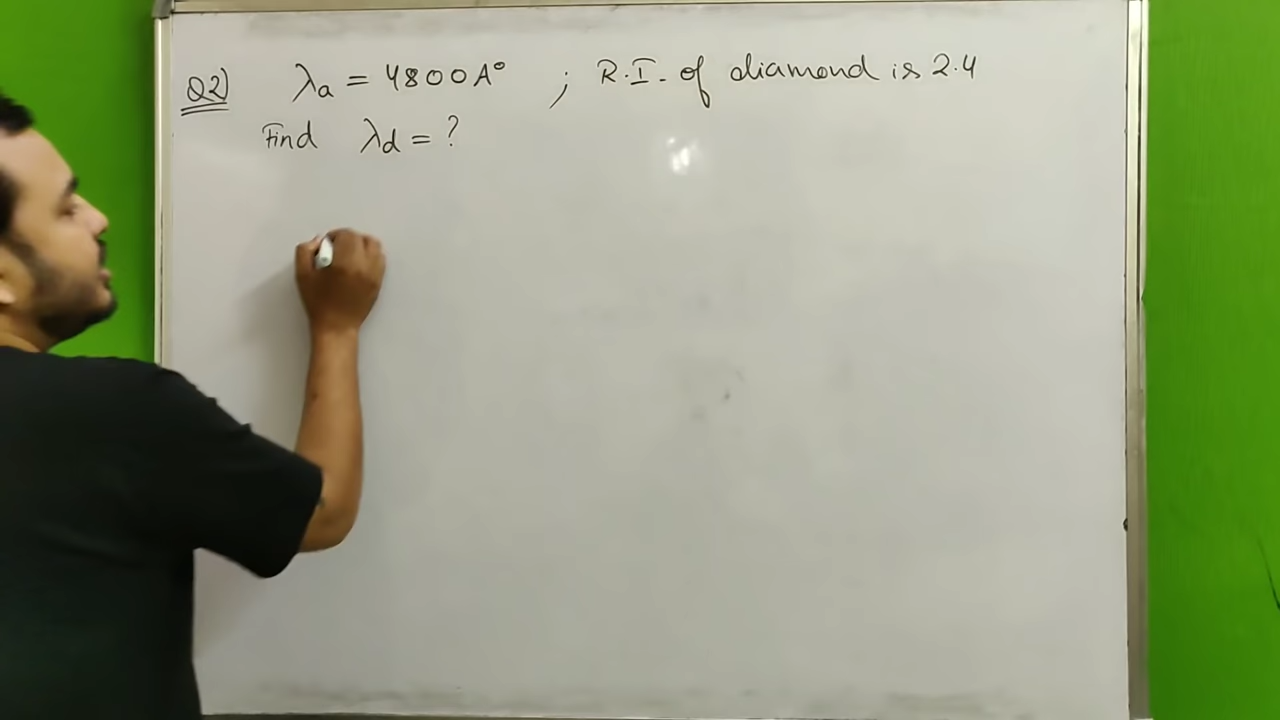 Q2) λa = 4800A° ; R.I. of diamond is 2.4
Find λd = ?